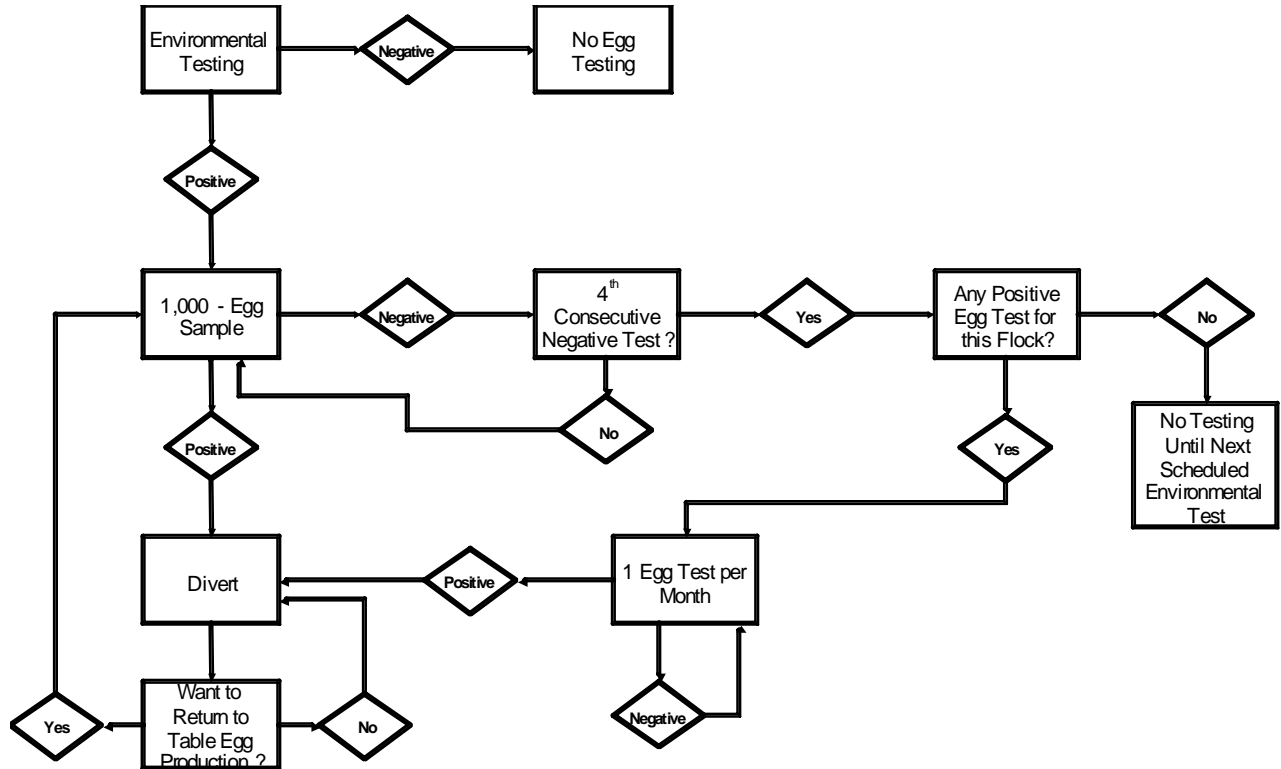 Environmental
Testing
Negative
No Egg
Testing
Positive
1,000 - Egg
Sample
Negative
4th
Consecutive
Negative Test ?
Yes
Any Positive
Egg Test for
this Flock?
No
No
Positive
Yes
No Testing
Until Next
Scheduled
Environmental
Test
Divert
Positive
1 Egg Test per
Month
Yes
Want to
Return to
Table Egg
Production ?
No
Negative